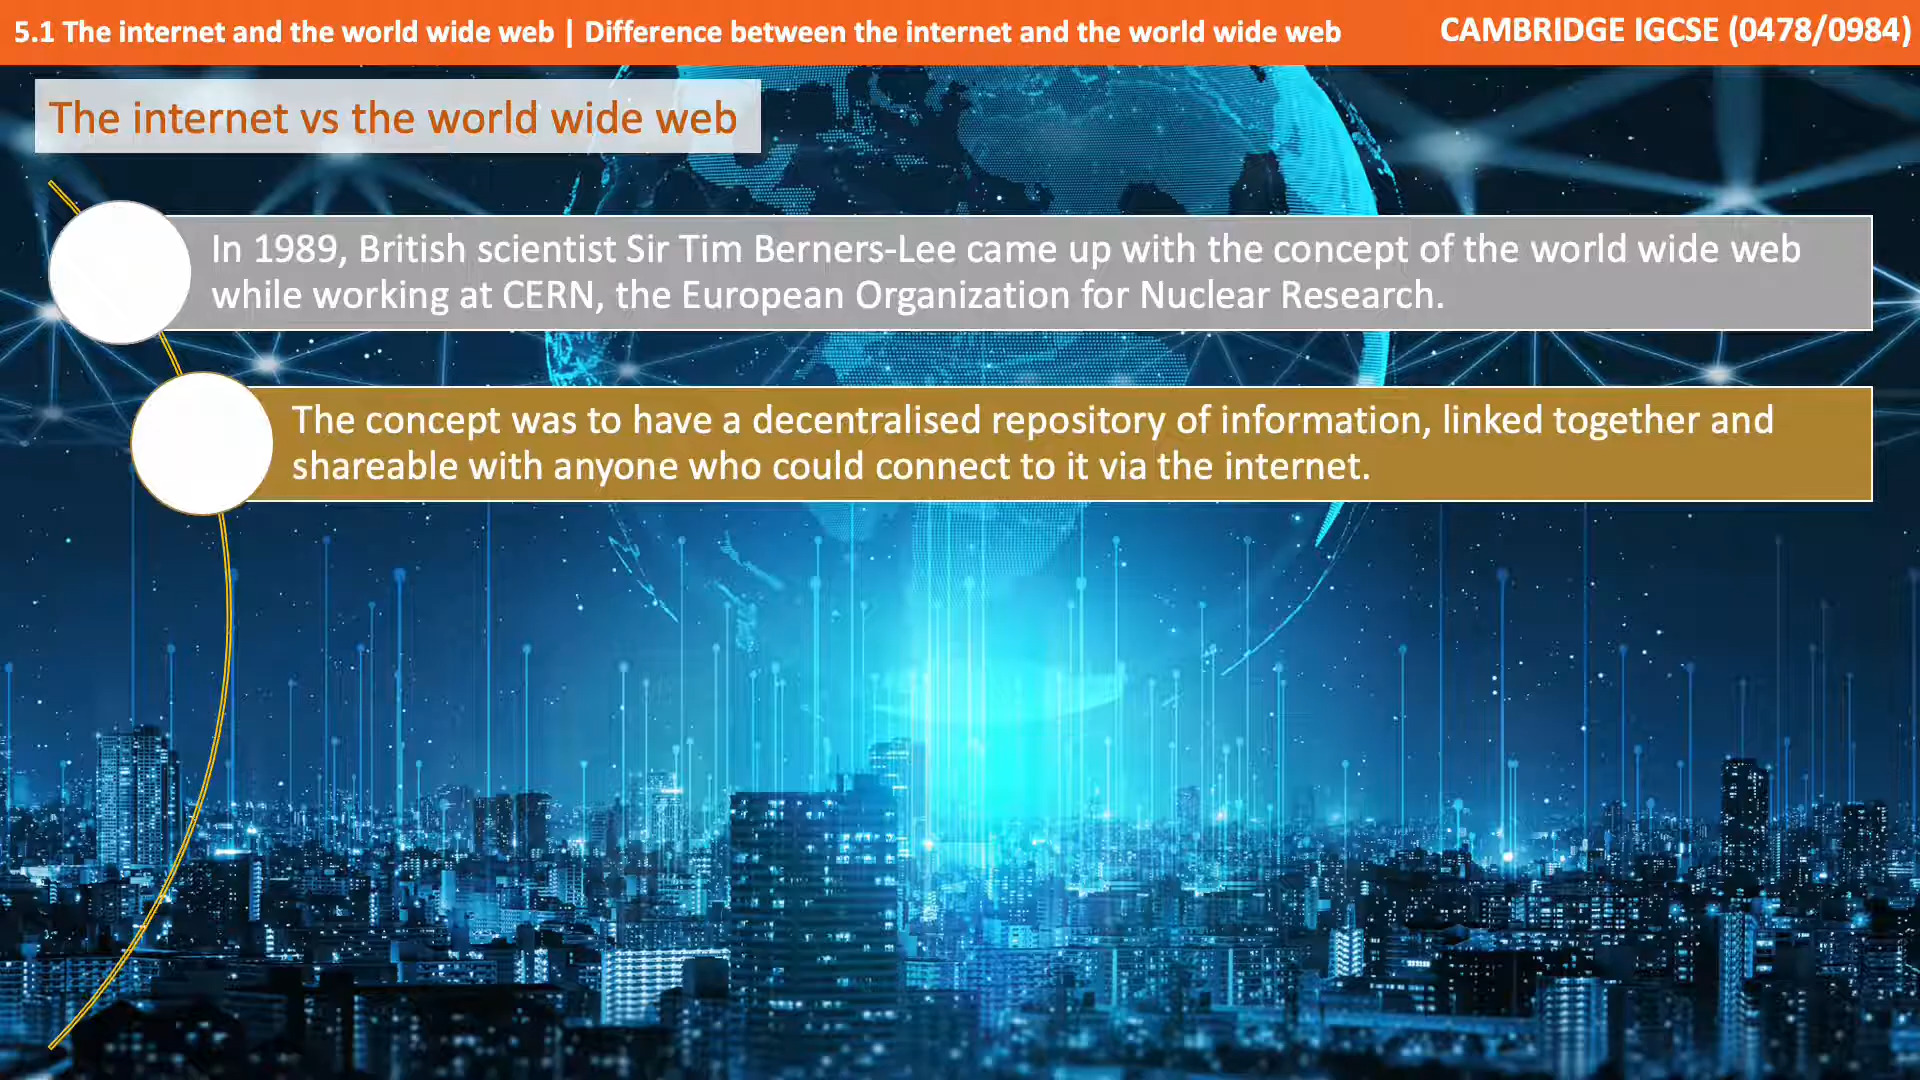 5.1 The internet and the world wide web | Difference between the internet and the world wide web
CAMBRIDGE IGCSE (0478/0984)
The internet vs the world wide web
In 1989, British scientist Sir Tim Berners-Lee came up with the concept of the world wide web
while working at CERN, the European Organization for Nuclear Research.
The concept was to have a decentralised repository of information, linked together and
shareable with anyone who could connect to it via the internet.